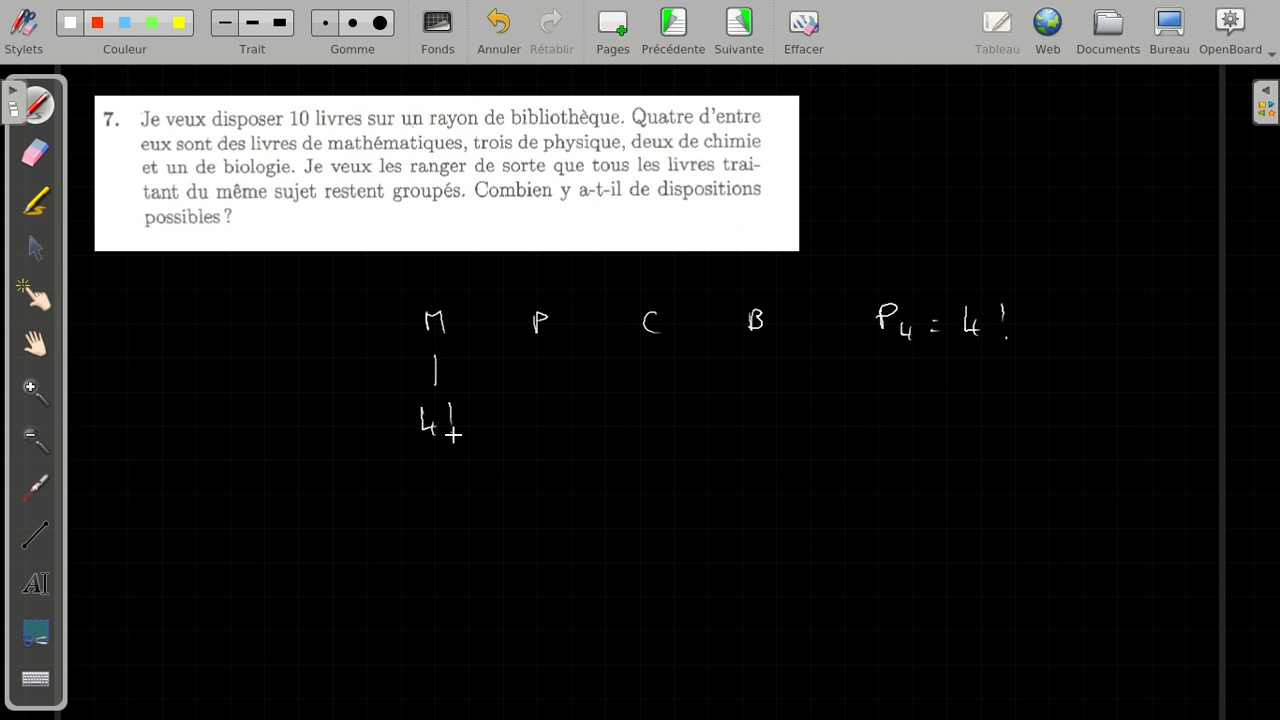 Stylets Couleur Trait Gomme Fonds Annuler Rétablir Pages Précédente Suivante Effacer Tableau Web Documents Bureau OpenBoard
7. Je veux disposer 10 livres sur un rayon de bibliothèque. Quatre d'entre
eux sont des livres de mathématiques, trois de physique, deux de chimie
et un de biologie. Je veux les ranger de sorte que tous les livres trai-
tant du même sujet restent groupés. Combien y a-t-il de dispositions
possibles ?
M P C B P₄ = 4 !
4!
AI